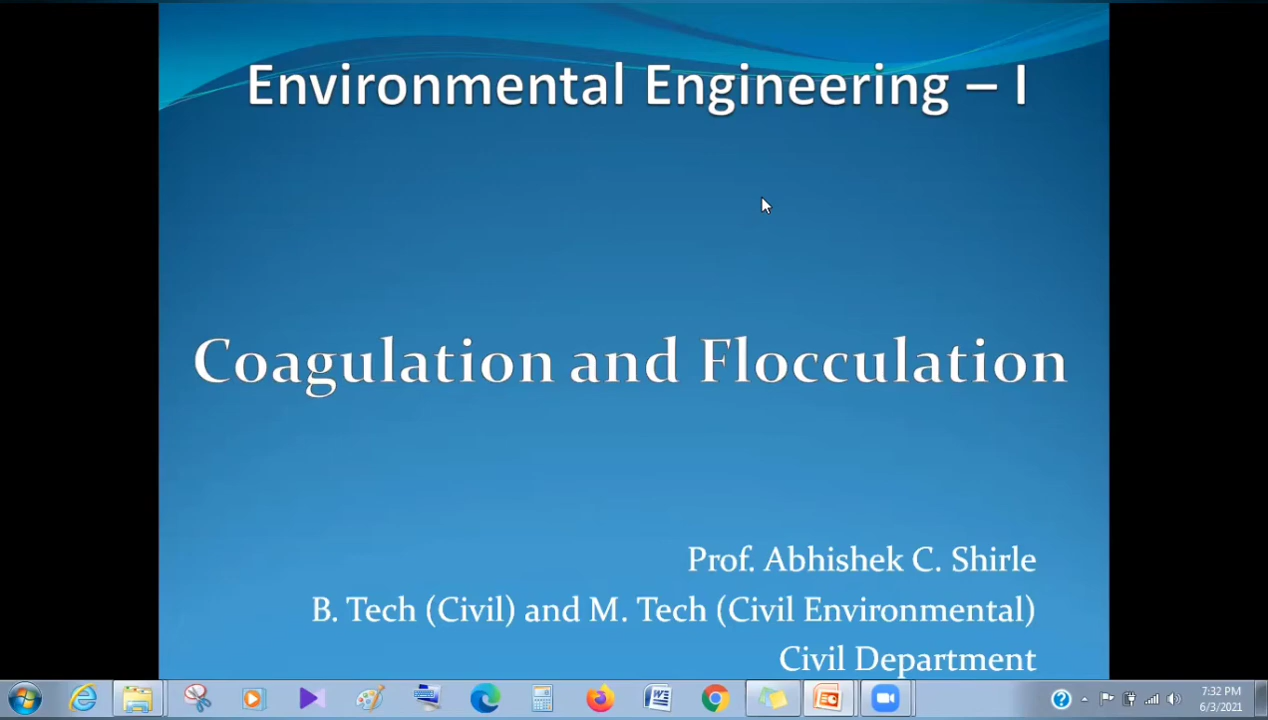 Environmental Engineering – I
Coagulation and Flocculation
Prof. Abhishek C. Shirle
B. Tech (Civil) and M. Tech (Civil Environmental)
Civil Department
7:32 PM
6/3/2021